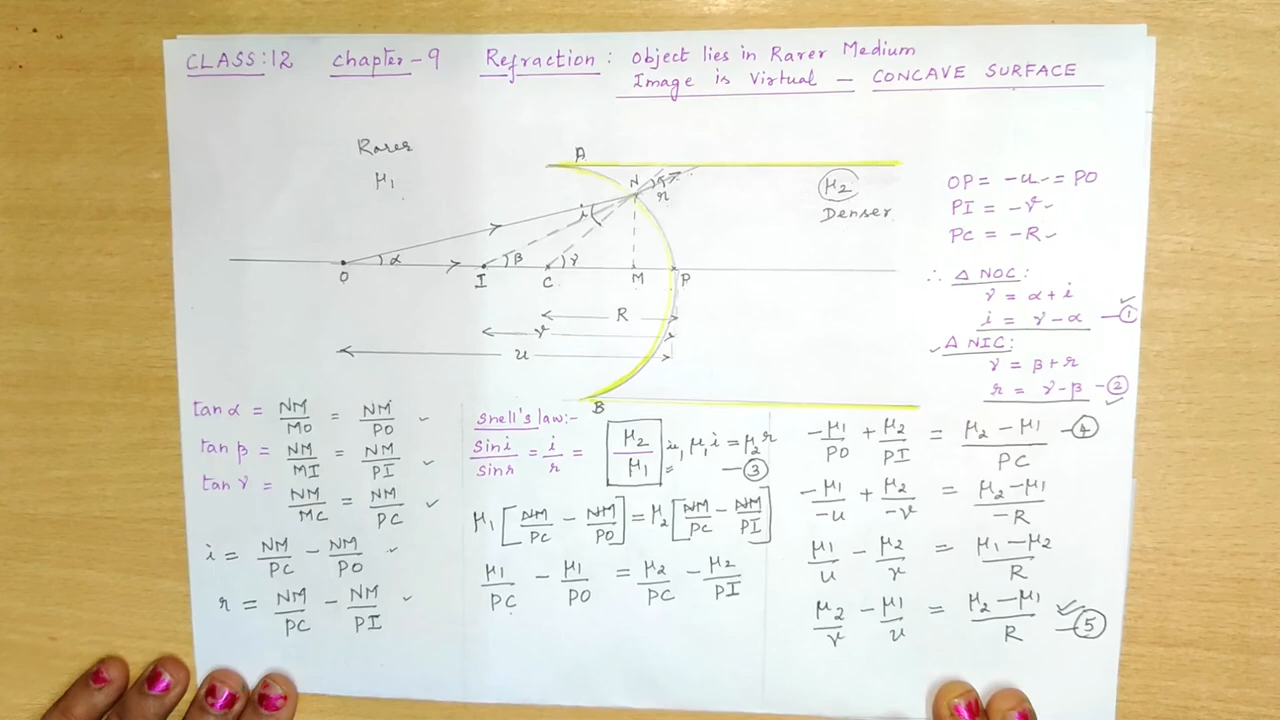 CLASS:12 chapter-9 Refraction: object lies in Rarer Medium
Image is Virtual — CONCAVE SURFACE
Rarer
μ₁
A
N
r
i
μ₂
Denser
α
β
γ
O
I
C
M
P
R
v
u
B
OP = -u = PO
PI = -v
PC = -R
∴ Δ NOC:
γ = α + i
i = γ - α —①
Δ NIC:
γ = β + r
r = γ - β —②
tan α = NM/MO = NM/PO
tan β = NM/MI = NM/PI
tan γ = NM/MC = NM/PC
i = NM/PC - NM/PO
r = NM/PC - NM/PI
Snell's law:-
sin i/sin r = i/r = μ₂/μ₁ ie, μ₁ i = μ₂ r —③
μ₁ [NM/PC - NM/PO] = μ₂ [NM/PC - NM/PI]
μ₁/PC - μ₁/PO = μ₂/PC - μ₂/PI
-μ₁/PO + μ₂/PI = μ₂ - μ₁/PC —④
-μ₁/-u + μ₂/-v = μ₂ - μ₁/-R
μ₁/u - μ₂/v = μ₁ - μ₂/R
μ₂/v - μ₁/u = μ₂ - μ₁/R —⑤